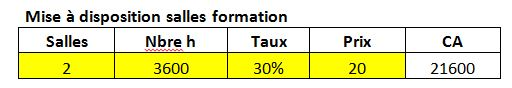 Mise à disposition salles formation
Salles Nbre h Taux Prix CA
2 3600 30% 20 21600